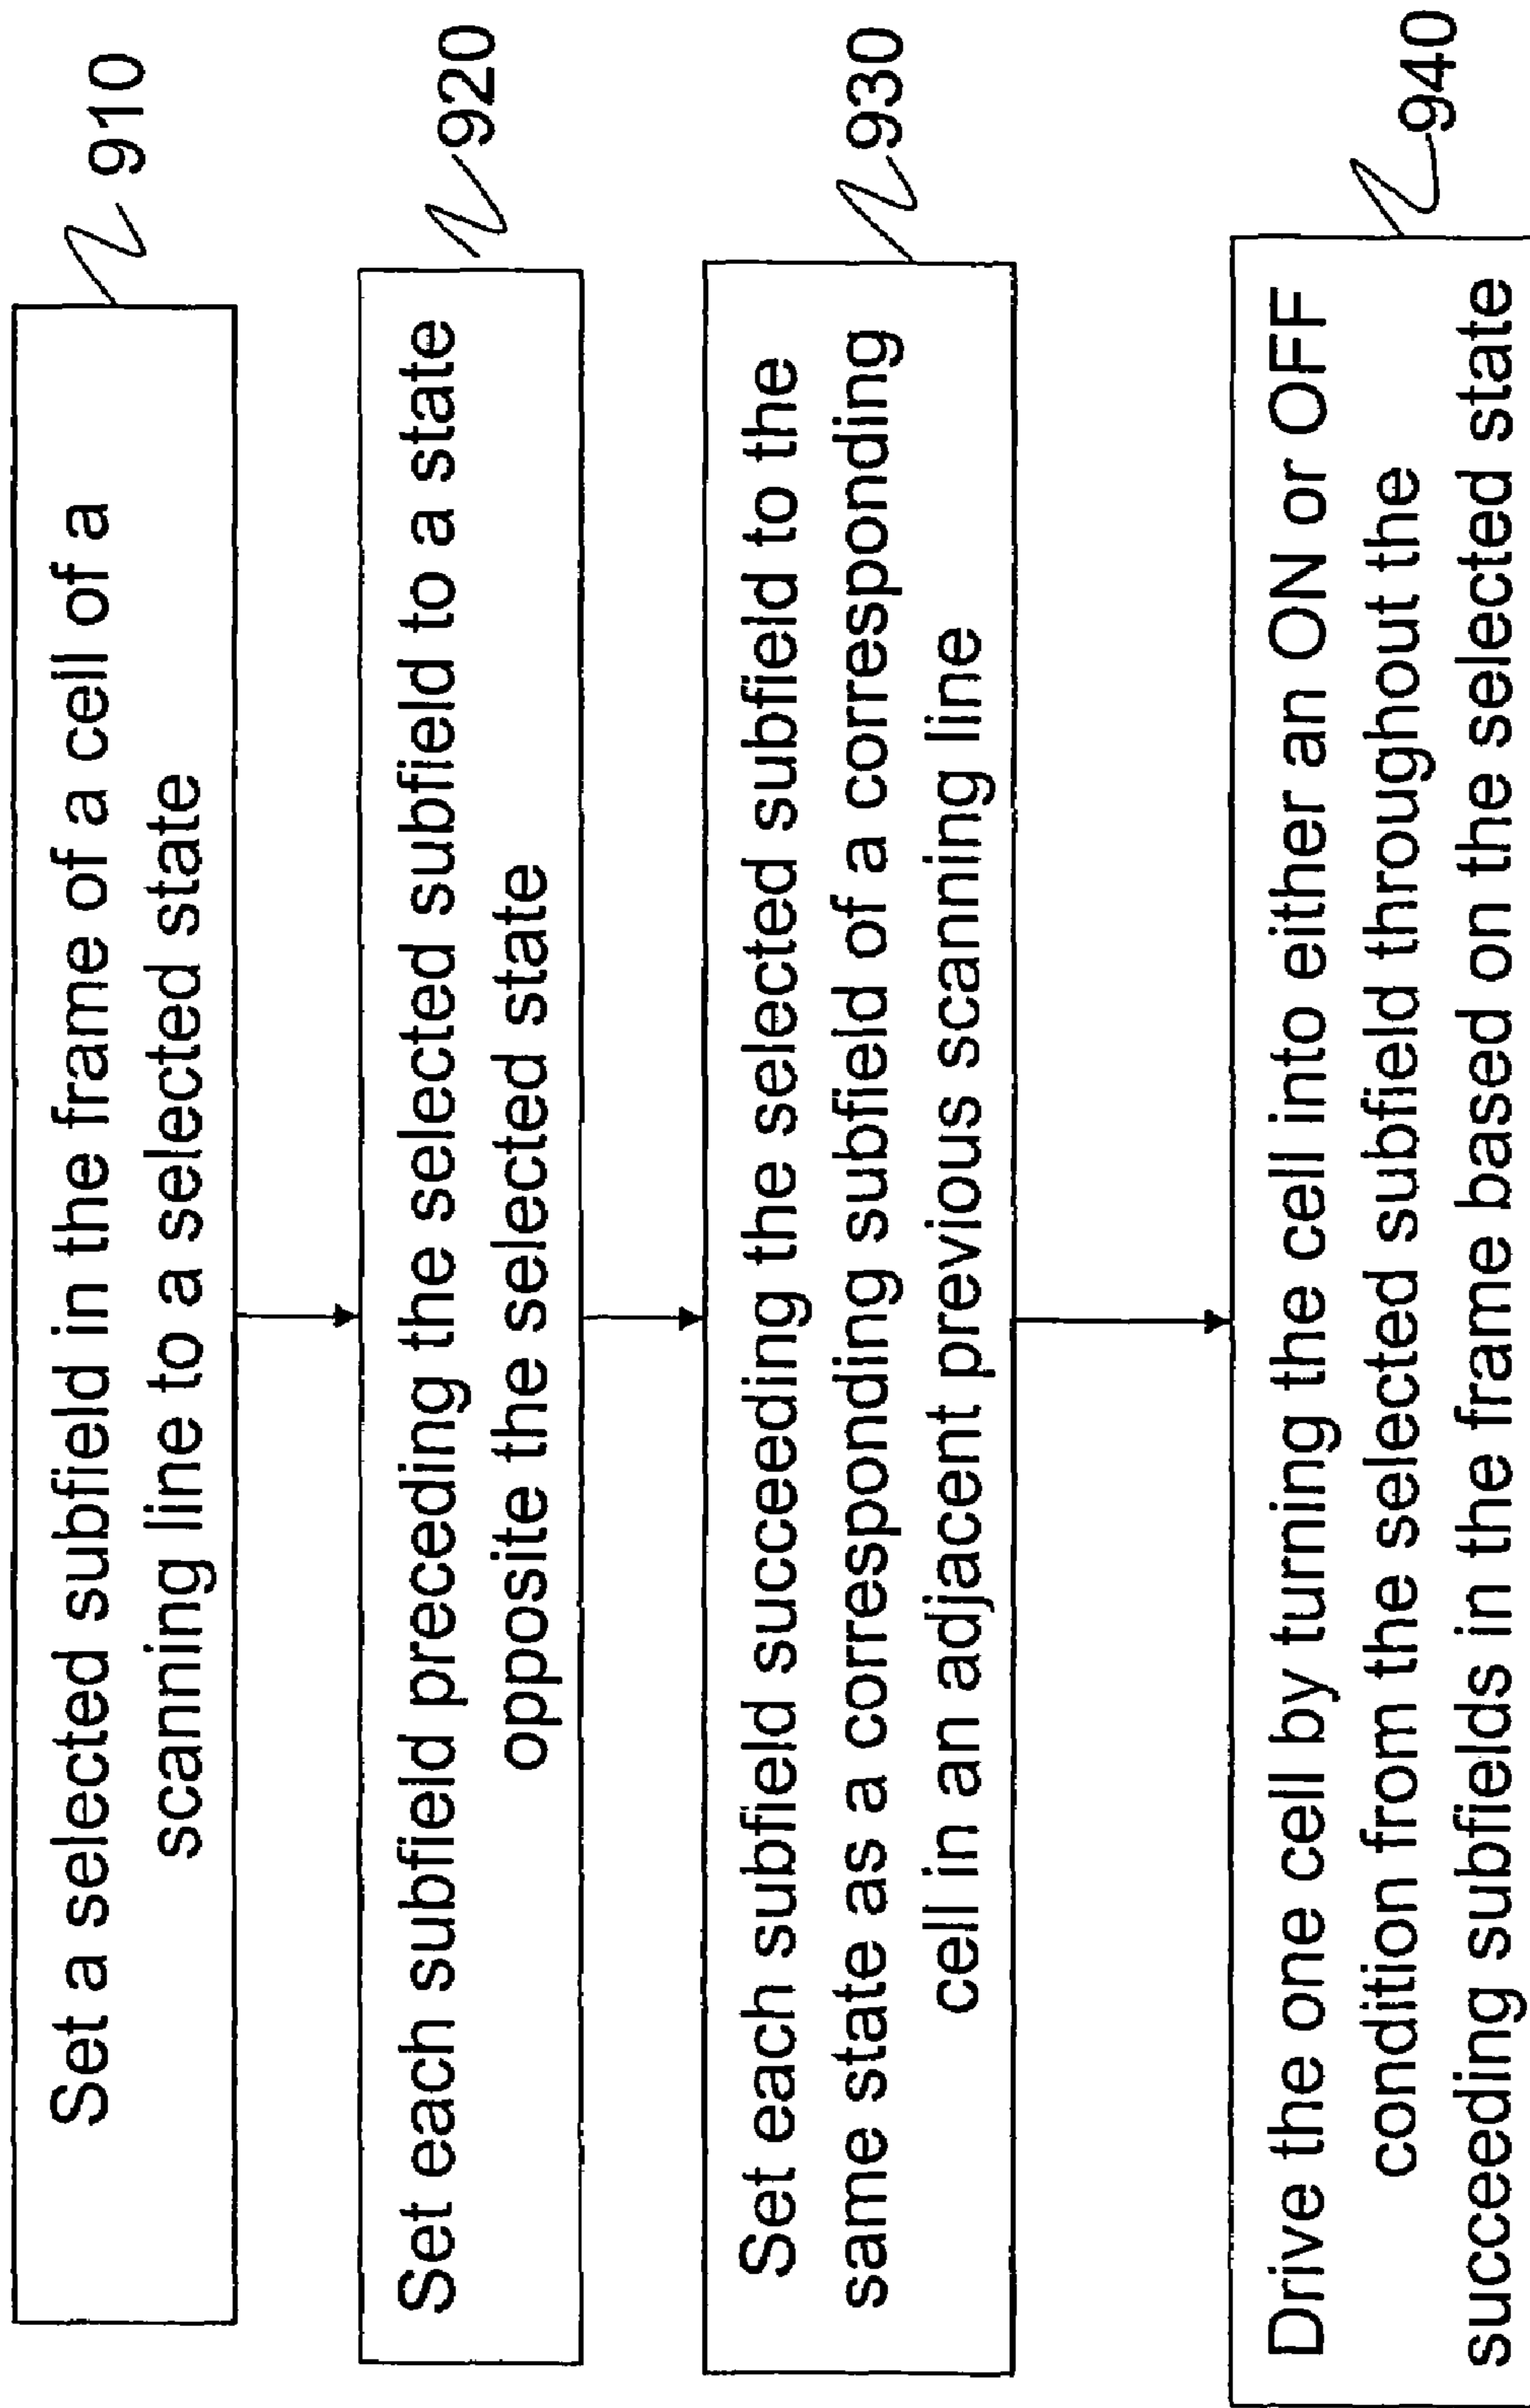 Set a selected subfield in the frame of a cell of a
scanning line to a selected state
910
Set each subfield preceding the selected subfield to a state
opposite the selected state
920
Set each subfield succeeding the selected subfield to the
same state as a corresponding subfield of a corresponding
cell in an adjacent previous scanning line
930
Drive the one cell by turning the cell into either an ON or OFF
condition from the selected subfield throughout the
succeeding subfields in the frame based on the selected state
940